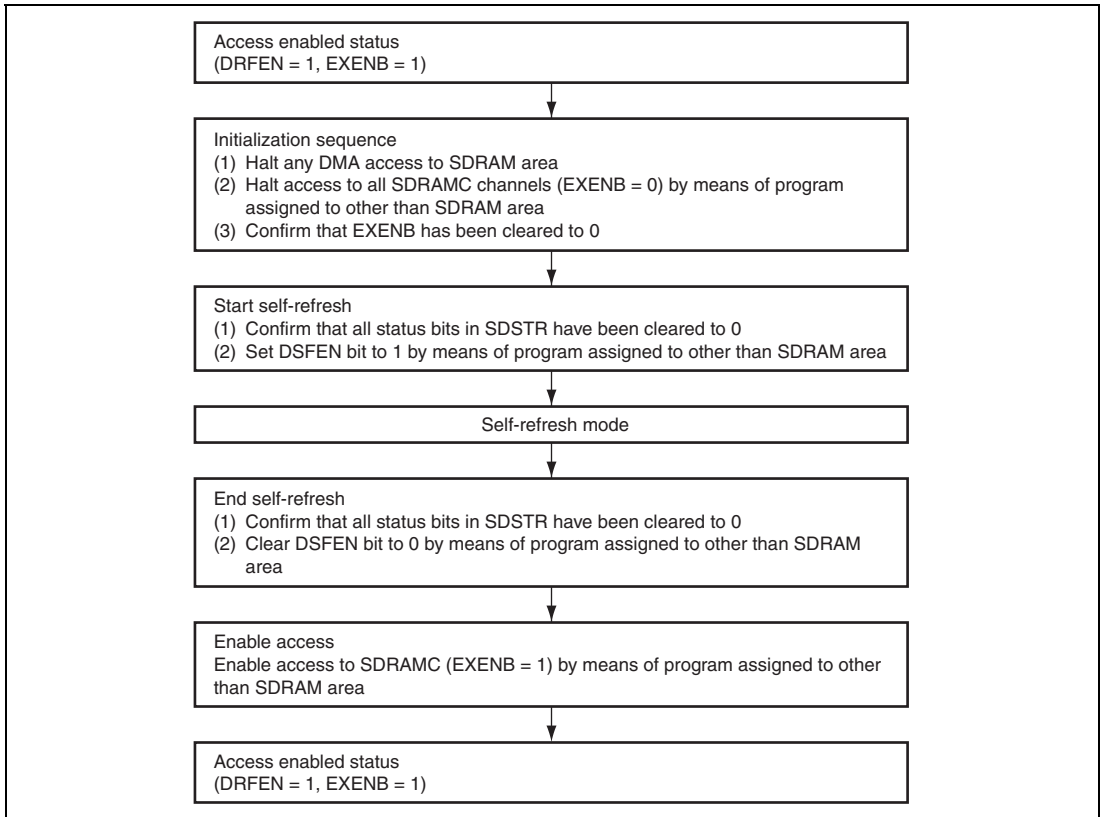 Access enabled status
(DRFEN = 1, EXENB = 1)
Initialization sequence
(1) Halt any DMA access to SDRAM area
(2) Halt access to all SDRAMC channels (EXENB = 0) by means of program
assigned to other than SDRAM area
(3) Confirm that EXENB has been cleared to 0
Start self-refresh
(1) Confirm that all status bits in SDSTR have been cleared to 0
(2) Set DSFEN bit to 1 by means of program assigned to other than SDRAM area
Self-refresh mode
End self-refresh
(1) Confirm that all status bits in SDSTR have been cleared to 0
(2) Clear DSFEN bit to 0 by means of program assigned to other than SDRAM
area
Enable access
Enable access to SDRAMC (EXENB = 1) by means of program assigned to other
than SDRAM area
Access enabled status
(DRFEN = 1, EXENB = 1)